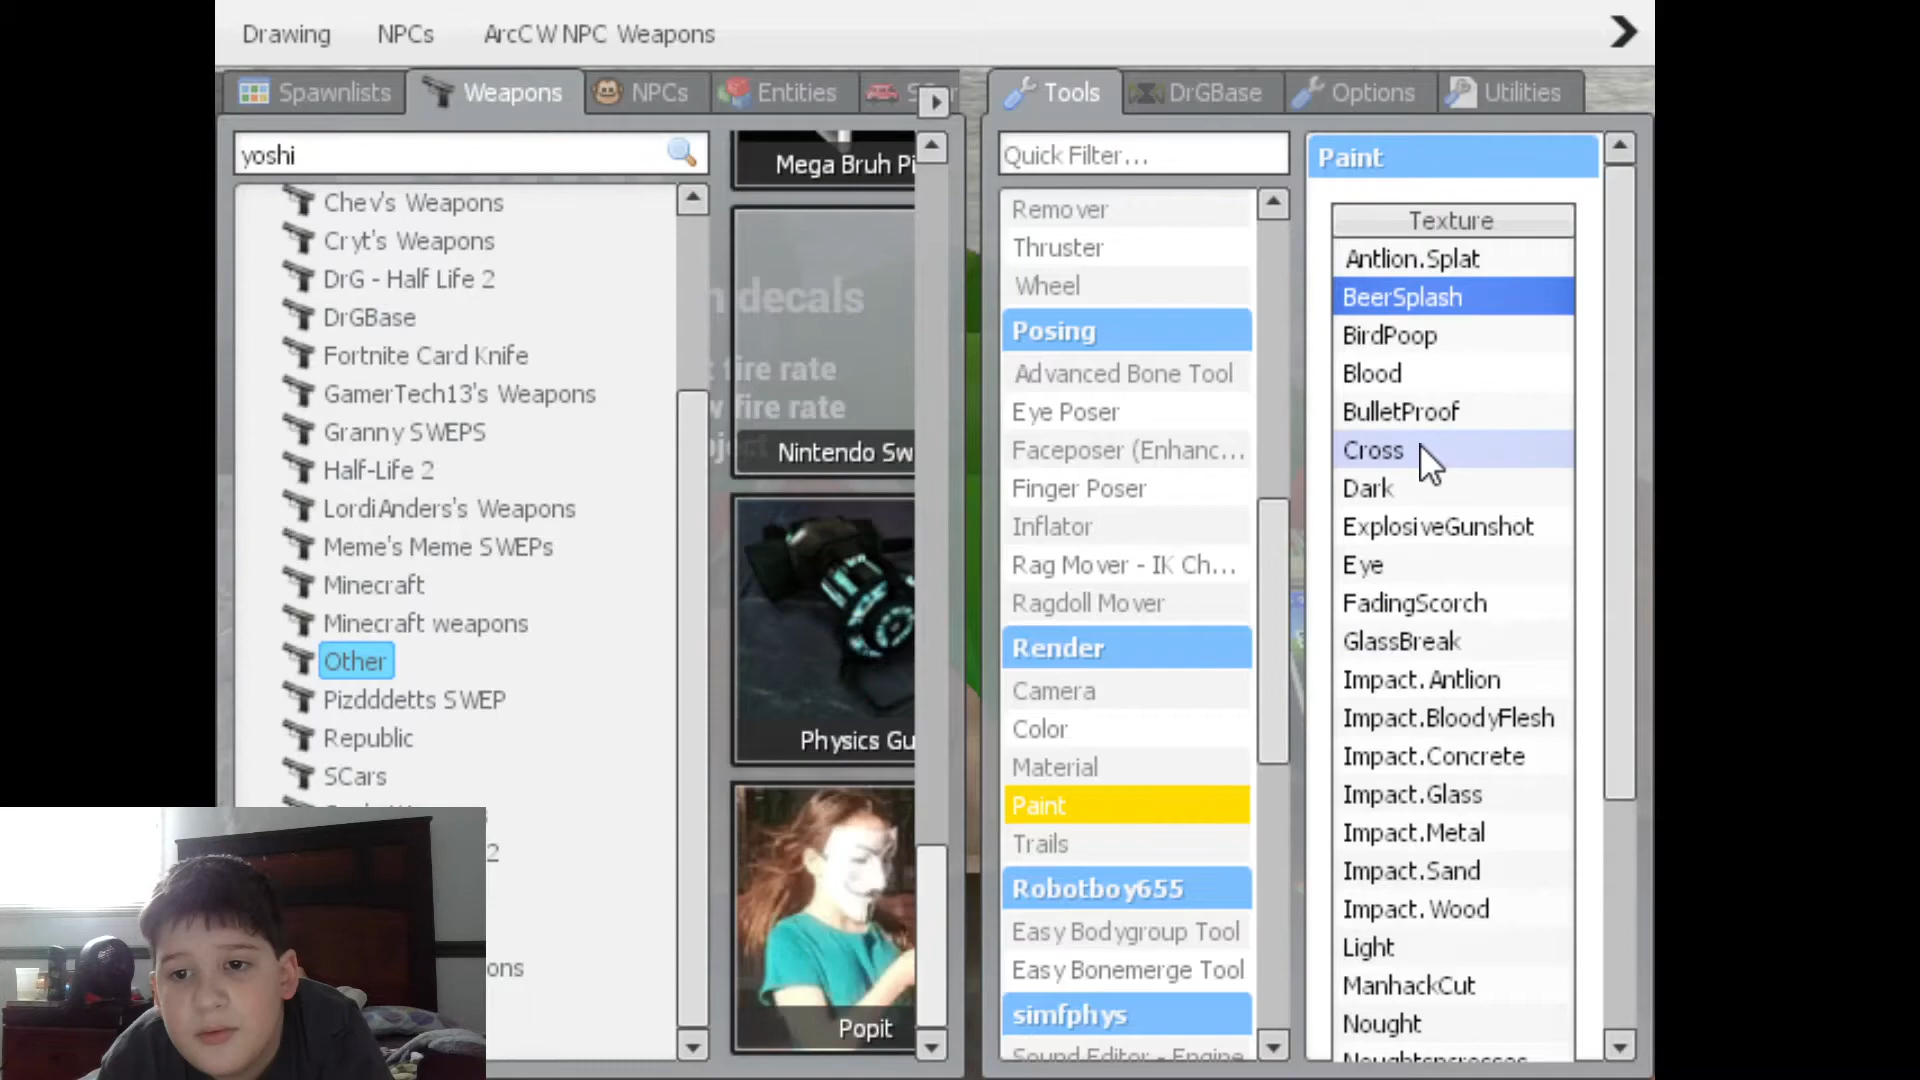 Drawing NPCs ArcCW NPC Weapons
Spawnlists Weapons NPCs Entities
Tools DrGBase Options Utilities
yoshi
Chev's Weapons
Cryt's Weapons
DrG - Half Life 2
DrGBase
Fortnite Card Knife
GamerTech13's Weapons
Granny SWEPS
Half-Life 2
LordiAnders's Weapons
Meme's Meme SWEPs
Minecraft
Minecraft weapons
Other
Pizdddetts SWEP
Republic
SCars
2
ons
Mega Bruh Pi
n decals
fire rate
w fire rate
Nintendo Sw
Physics Gu
Popit
Quick Filter...
Remover
Thruster
Wheel
Posing
Advanced Bone Tool
Eye Poser
Faceposer (Enhanc...
Finger Poser
Inflator
Rag Mover - IK Ch...
Ragdoll Mover
Render
Camera
Color
Material
Paint
Trails
Robotboy655
Easy Bodygroup Tool
Easy Bonemerge Tool
simfphys
Sound Editor - Engine
Paint
Texture
Antlion.Splat
BeerSplash
BirdPoop
Blood
BulletProof
Cross
Dark
ExplosiveGunshot
Eye
FadingScorch
GlassBreak
Impact.Antlion
Impact.BloodyFlesh
Impact.Concrete
Impact.Glass
Impact.Metal
Impact.Sand
Impact.Wood
Light
ManhackCut
Nought
Noughtsncrosses